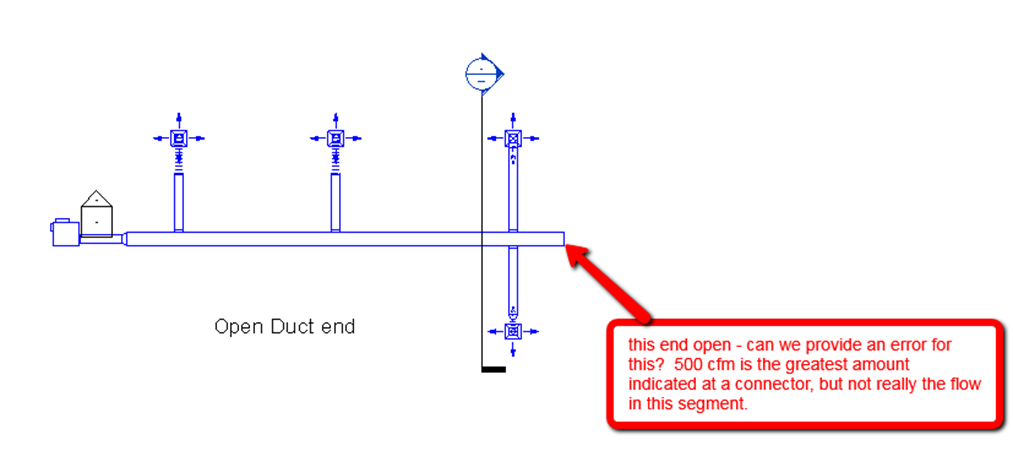 Open Duct end
this end open - can we provide an error for
this?  500 cfm is the greatest amount
indicated at a connector, but not really the flow
in this segment.